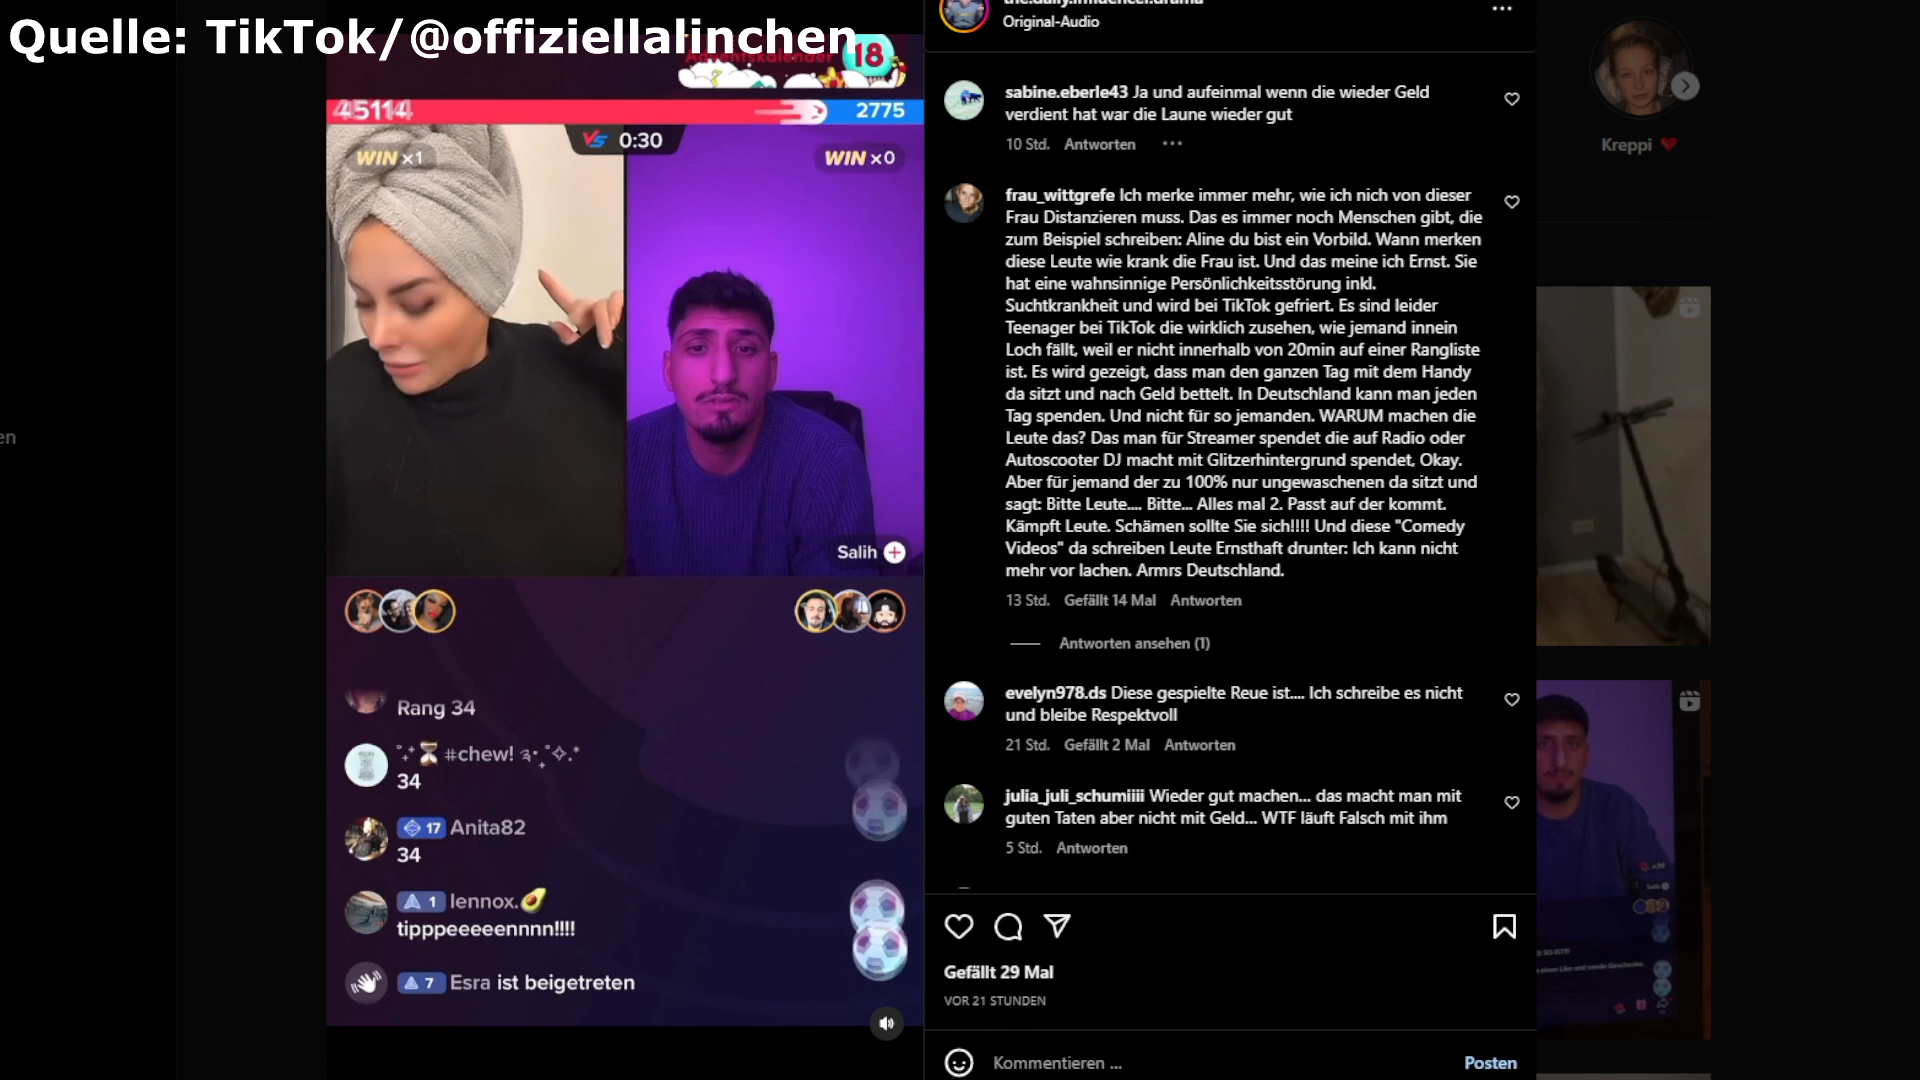 Quelle: TikTok/@offiziellalinchen
Adventskalender
18
45114
2775
VS 0:30
WIN x1
WIN x0
Salih
Rang 34
#chew!
34
17 Anita82
34
1 lennox.
tipppeeeeennnn!!!!
7 Esra ist beigetreten
the.daily.influencer.drama
Original-Audio
sabine.eberle43 Ja und aufeinmal wenn die wieder Geld
verdient hat war die Laune wieder gut
10 Std. Antworten
frau_wittgrefe Ich merke immer mehr, wie ich nich von dieser
Frau Distanzieren muss. Das es immer noch Menschen gibt, die
zum Beispiel schreiben: Aline du bist ein Vorbild. Wann merken
diese Leute wie krank die Frau ist. Und das meine ich Ernst. Sie
hat eine wahnsinnige Persönlichkeitsstörung inkl.
Suchtkrankheit und wird bei TikTok gefriert. Es sind leider
Teenager bei TikTok die wirklich zusehen, wie jemand innein
Loch fällt, weil er nicht innerhalb von 20min auf einer Rangliste
ist. Es wird gezeigt, dass man den ganzen Tag mit dem Handy
da sitzt und nach Geld bettelt. In Deutschland kann man jeden
Tag spenden. Und nicht für so jemanden. WARUM machen die
Leute das? Das man für Streamer spendet die auf Radio oder
Autoscooter DJ macht mit Glitzerhintergrund spendet, Okay.
Aber für jemand der zu 100% nur ungewaschenen da sitzt und
sagt: Bitte Leute.... Bitte... Alles mal 2. Passt auf der kommt.
Kämpft Leute. Schämen sollte Sie sich!!!! Und diese "Comedy
Videos" da schreiben Leute Ernsthaft drunter: Ich kann nicht
mehr vor lachen. Armrs Deutschland.
13 Std. Gefällt 14 Mal Antworten
Antworten ansehen (1)
evelyn978.ds Diese gespielte Reue ist.... Ich schreibe es nicht
und bleibe Respektvoll
21 Std. Gefällt 2 Mal Antworten
julia_juli_schumiiii Wieder gut machen... das macht man mit
guten Taten aber nicht mit Geld... WTF läuft Falsch mit ihm
5 Std. Antworten
Gefällt 29 Mal
VOR 21 STUNDEN
Kommentieren ...
Posten
Kreppi
en